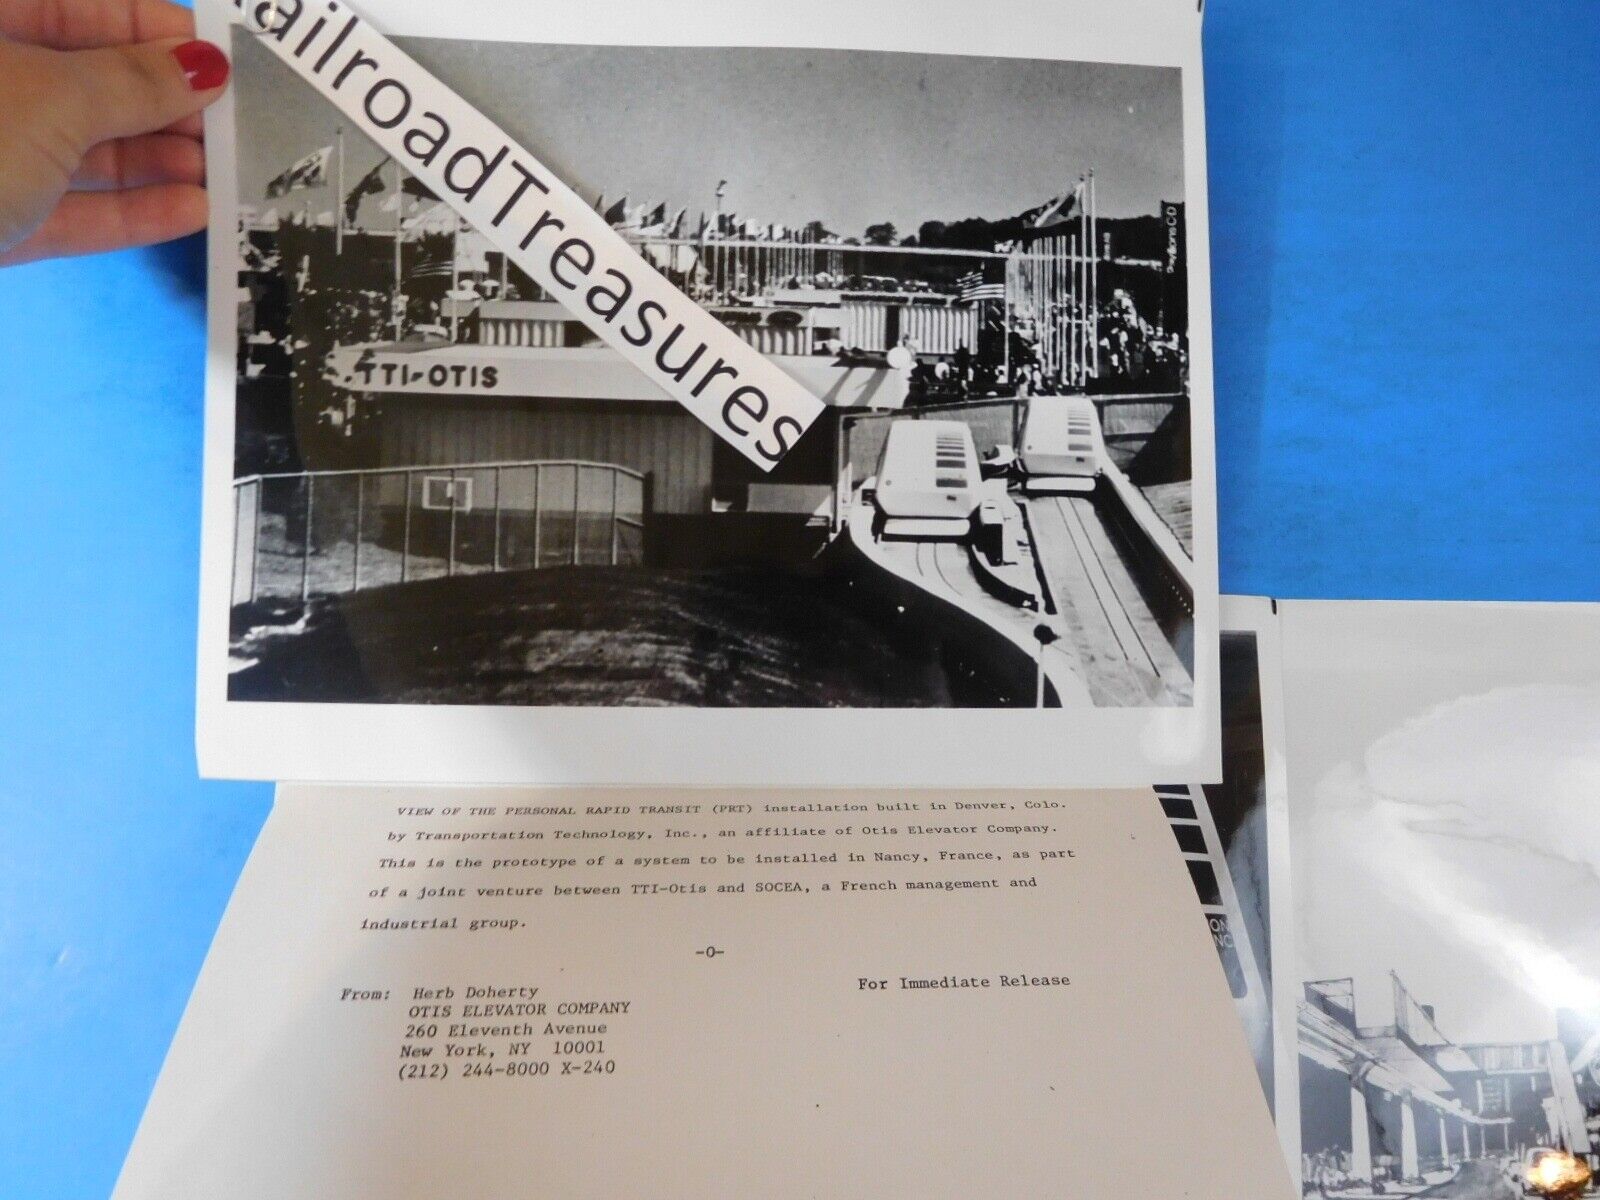 ailroadTreasures
TTI-OTIS
VIEW OF THE PERSONAL RAPID TRANSIT (PRT) installation built in Denver, Colo.
by Transportation Technology, Inc., an affiliate of Otis Elevator Company.
This is the prototype of a system to be installed in Nancy, France, as part
of a joint venture between TTI-Otis and SOCEA, a French management and
industrial group.
-0-
For Immediate Release
From: Herb Doherty
OTIS ELEVATOR COMPANY
260 Eleventh Avenue
New York, NY 10001
(212) 244-8000 X-240
ON
NC